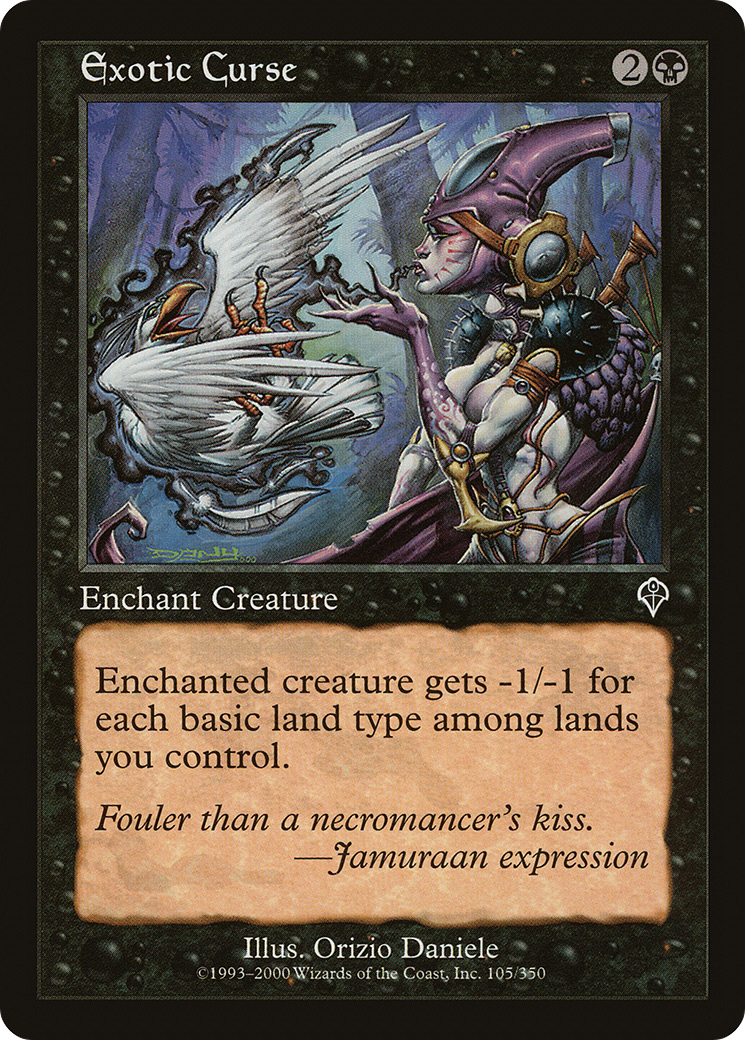 Exotic Curse
2
Enchant Creature
Enchanted creature gets -1/-1 for
each basic land type among lands
you control.
Fouler than a necromancer's kiss.
—Jamuraan expression
Illus. Orizio Daniele
©1993–2000 Wizards of the Coast, Inc. 105/350